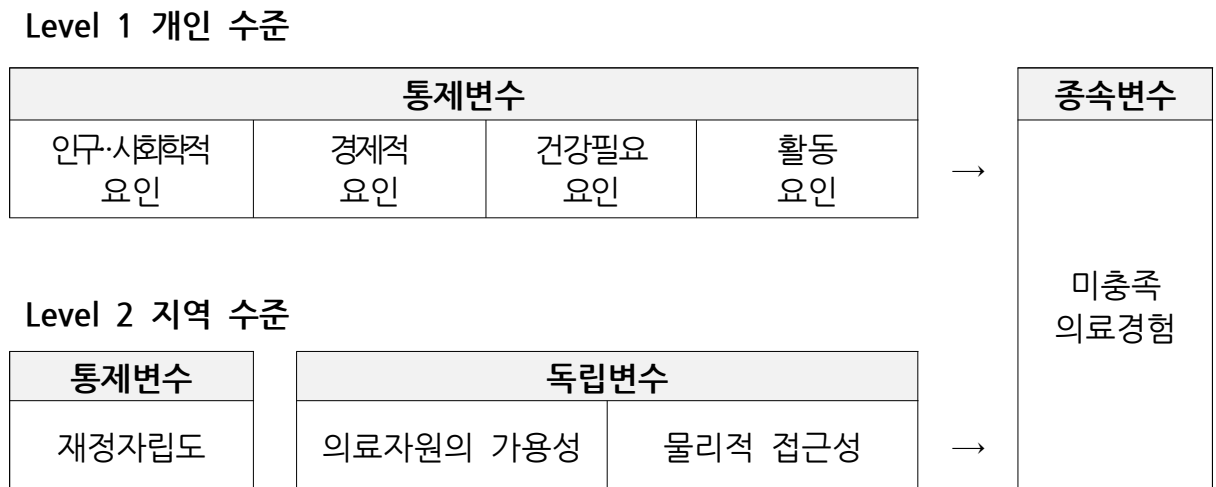 Level 1 개인 수준
통제변수
종속변수
인구··사회학적
요인
경제적
요인
건강필요
요인
활동
요인
→
미충족
의료경험
Level 2 지역 수준
통제변수
독립변수
재정자립도
의료자원의 가용성
물리적 접근성
→